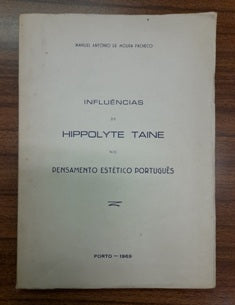 MANUEL ANTÓNIO DE MOURA PACHECO
INFLUÊNCIAS
DE
HIPPOLYTE TAINE
NO
PENSAMENTO ESTÉTICO PORTUGUÊS
PORTO — 1969